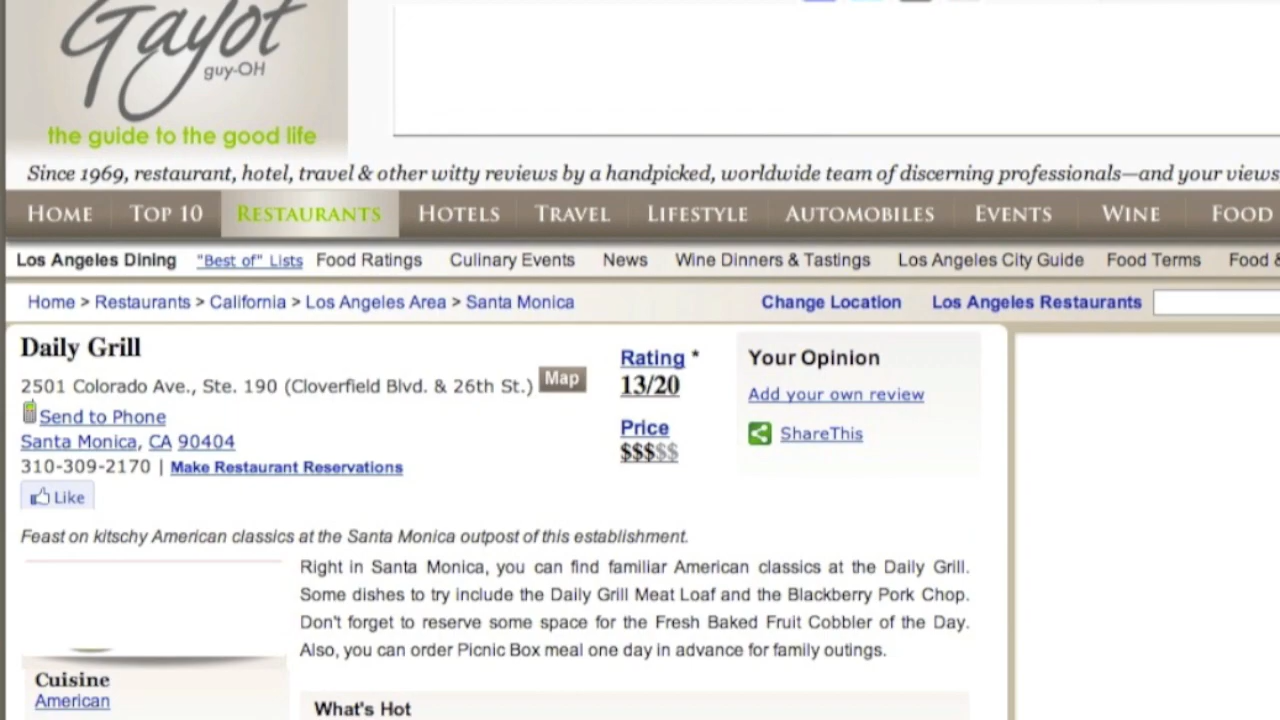 Gayot
guy-OH
the guide to the good life
Since 1969, restaurant, hotel, travel & other witty reviews by a handpicked, worldwide team of discerning professionals—and your views
HOME TOP 10 RESTAURANTS HOTELS TRAVEL LIFESTYLE AUTOMOBILES EVENTS WINE FOOD
Los Angeles Dining "Best of" Lists Food Ratings Culinary Events News Wine Dinners & Tastings Los Angeles City Guide Food Terms Food &
Home > Restaurants > California > Los Angeles Area > Santa Monica Change Location Los Angeles Restaurants
Daily Grill
2501 Colorado Ave., Ste. 190 (Cloverfield Blvd. & 26th St.) Map
Send to Phone
Santa Monica, CA 90404
310-309-2170 | Make Restaurant Reservations
Like
Rating *
13/20
Price
$$$$$
Your Opinion
Add your own review
ShareThis
Feast on kitschy American classics at the Santa Monica outpost of this establishment.
Right in Santa Monica, you can find familiar American classics at the Daily Grill.
Some dishes to try include the Daily Grill Meat Loaf and the Blackberry Pork Chop.
Don't forget to reserve some space for the Fresh Baked Fruit Cobbler of the Day.
Also, you can order Picnic Box meal one day in advance for family outings.
Cuisine
American
What's Hot